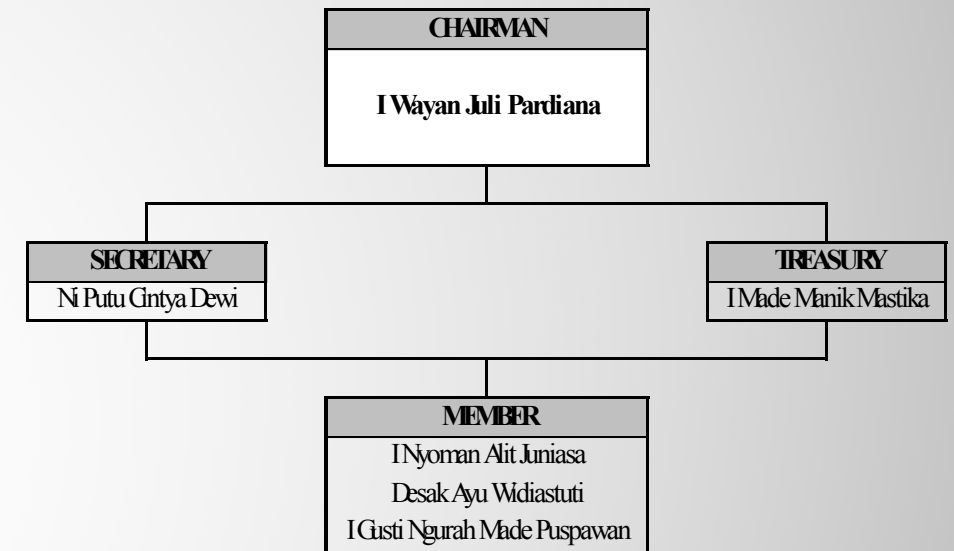 CHAIRMAN
I Wayan Juli Pardiana
SECRETARY
Ni Putu Cintya Dewi
TREASURY
I Made Manik Mastika
MEMBER
I Nyoman Alit Juniasa
Desak Ayu Widiastuti
I Gusti Ngurah Made Puspawan